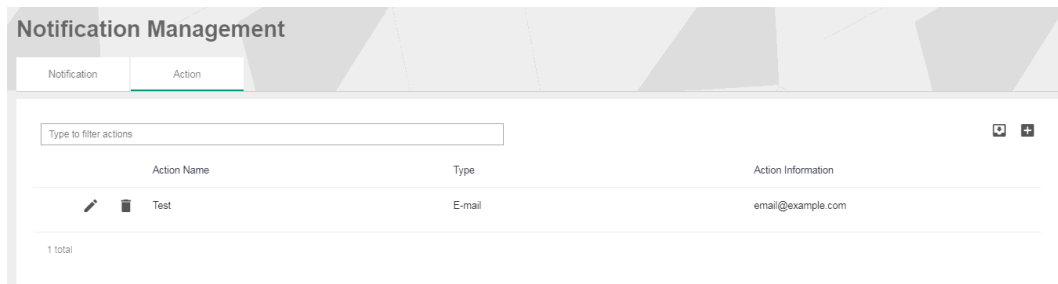 Notification Management
Notification Action
Type to filter actions
Action Name Type Action Information
Test E-mail email@example.com
1 total